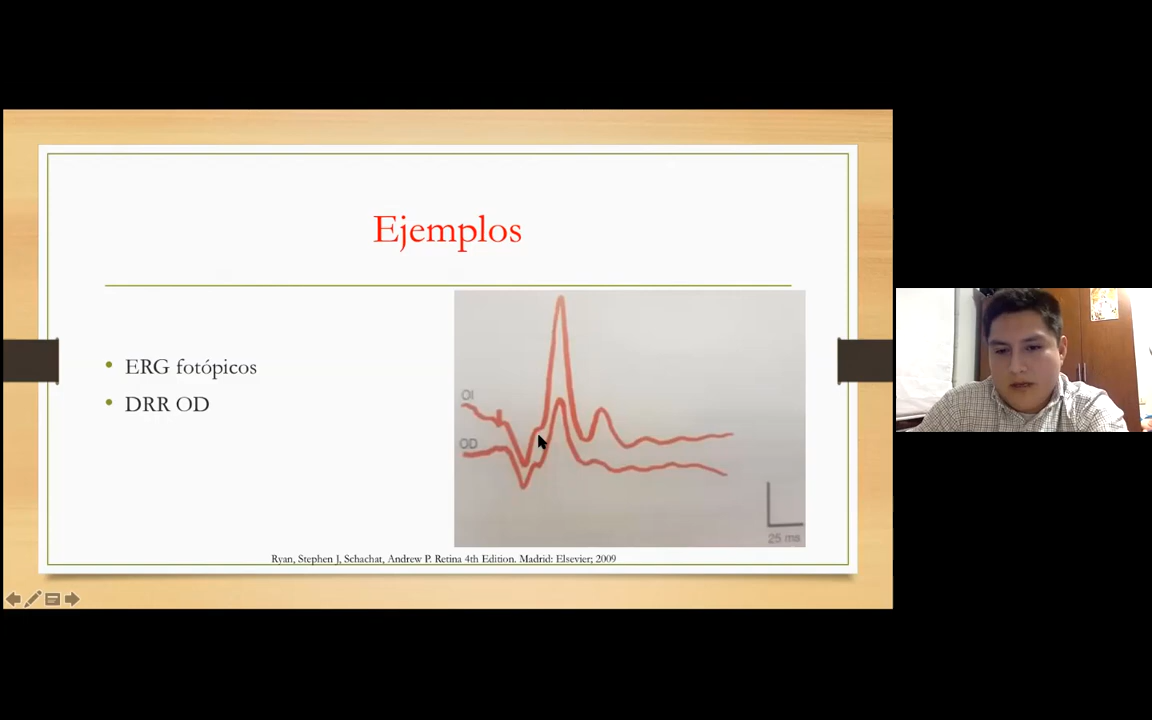 Ejemplos
ERG fotópicos
DRR OD
OI
OD
25 ms
Ryan, Stephen J, Schachat, Andrew P. Retina 4th Edition. Madrid: Elsevier; 2009